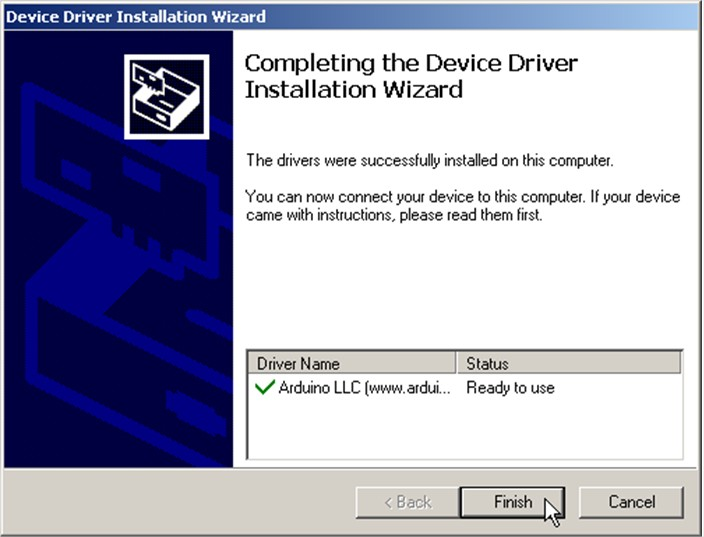 Device Driver Installation Wizard
Completing the Device Driver
Installation Wizard
The drivers were successfully installed on this computer.
You can now connect your device to this computer. If your device
came with instructions, please read them first.
Driver Name Status
Arduino LLC (www.ardui... Ready to use
< Back Finish Cancel